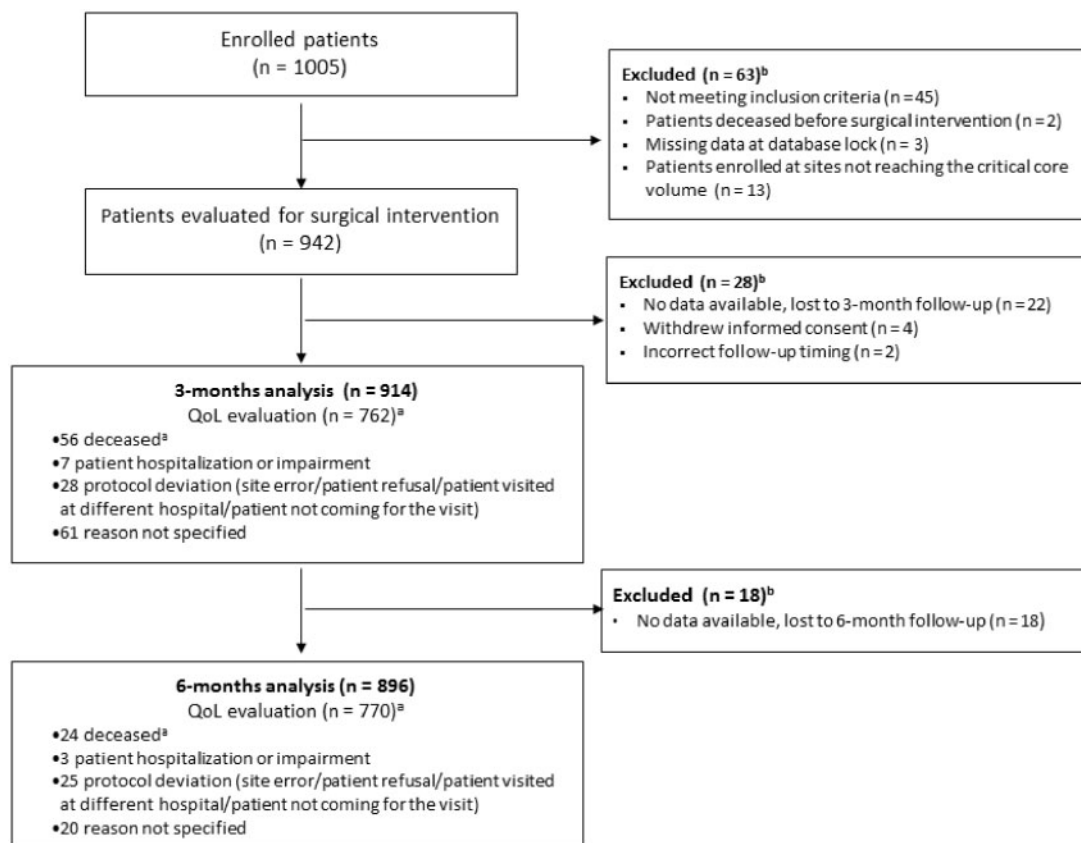 Enrolled patients
(n = 1005)
Excluded (n = 63)ᵇ
▪ Not meeting inclusion criteria (n = 45)
▪ Patients deceased before surgical intervention (n = 2)
▪ Missing data at database lock (n = 3)
▪ Patients enrolled at sites not reaching the critical core
volume (n = 13)
Patients evaluated for surgical intervention
(n = 942)
Excluded (n = 28)ᵇ
▪ No data available, lost to 3-month follow-up (n = 22)
▪ Withdrew informed consent (n = 4)
▪ Incorrect follow-up timing (n = 2)
3-months analysis (n = 914)
QoL evaluation (n = 762)ᵃ
•56 deceasedᵃ
•7 patient hospitalization or impairment
•28 protocol deviation (site error/patient refusal/patient visited
at different hospital/patient not coming for the visit)
•61 reason not specified
Excluded (n = 18)ᵇ
• No data available, lost to 6-month follow-up (n = 18)
6-months analysis (n = 896)
QoL evaluation (n = 770)ᵃ
•24 deceasedᵃ
•3 patient hospitalization or impairment
•25 protocol deviation (site error/patient refusal/patient visited
at different hospital/patient not coming for the visit)
•20 reason not specified